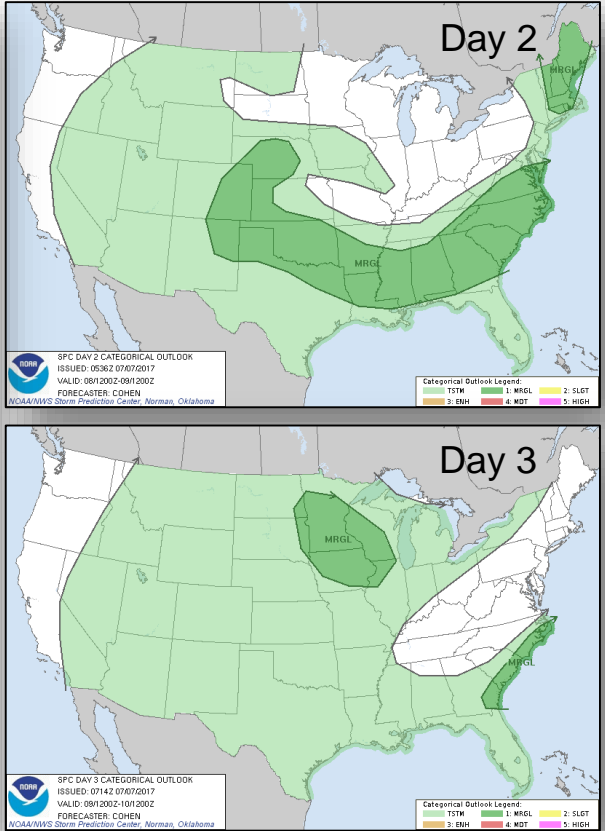 Day 2
MRGL
MRGL
NOAA
SPC DAY 2 CATEGORICAL OUTLOOK
ISSUED: 0536Z 07/07/2017
VALID: 08/1200Z-09/1200Z
FORECASTER: COHEN
NOAA/NWS Storm Prediction Center, Norman, Oklahoma
Categorical Outlook Legend:
TSTM 1: MRGL 2: SLGT
3: ENH 4: MDT 5: HIGH
Day 3
MRGL
MRGL
NOAA
SPC DAY 3 CATEGORICAL OUTLOOK
ISSUED: 0714Z 07/07/2017
VALID: 09/1200Z-10/1200Z
FORECASTER: COHEN
NOAA/NWS Storm Prediction Center, Norman, Oklahoma
Categorical Outlook Legend:
TSTM 1: MRGL 2: SLGT
3: ENH 4: MDT 5: HIGH